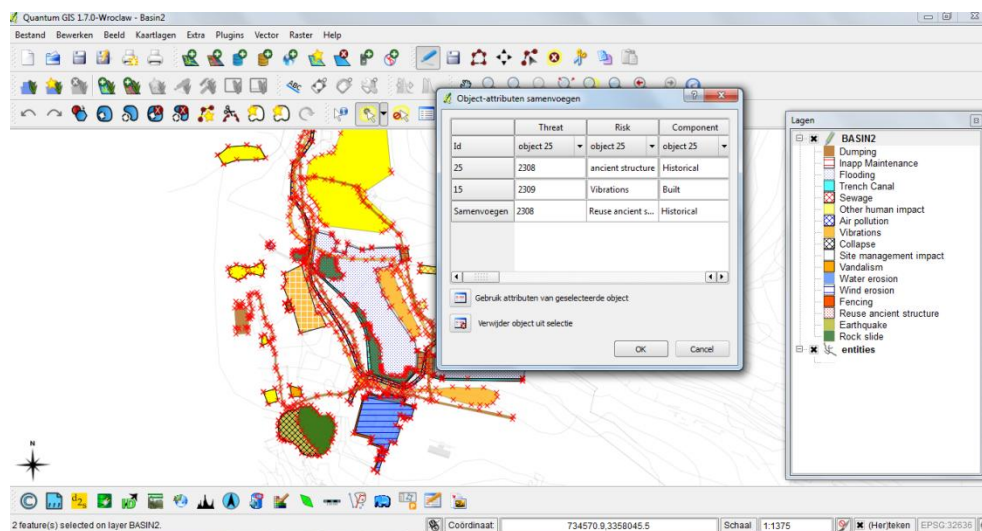 Quantum GIS 1.7.0-Wroclaw - Basin2
Bestand Bewerken Beeld Kaartlagen Extra Plugins Vector Raster Help
Object-attributen samenvoegen
Threat Risk Component
Id object 25 object 25 object 25
25 2308 ancient structure Historical
15 2309 Vibrations Built
Samenvoegen 2308 Reuse ancient s... Historical
Gebruik attributen van geselecteerde object
Verwijder object uit selectie
OK Cancel
Lagen
BASIN2
Dumping
Inapp Maintenance
Flooding
Trench Canal
Sewage
Other human impact
Air pollution
Vibrations
Collapse
Site management impact
Vandalism
Water erosion
Wind erosion
Fencing
Reuse ancient structure
Earthquake
Rock slide
entities
N
2 feature(s) selected on layer BASIN2. Coördinaat: 734570.9,3358045.5 Schaal 1:1375 (Her)teken EPSG:32636